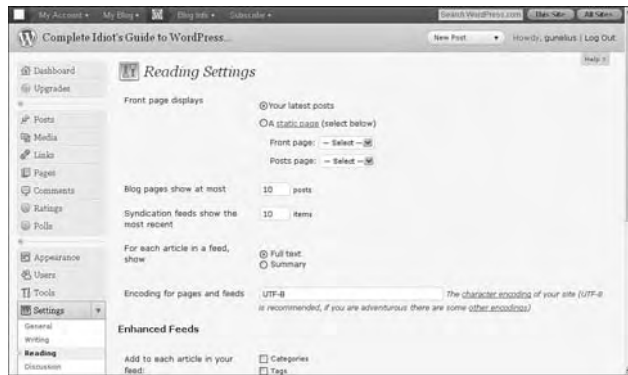 My Account
My Blog
Blog Info
Subscribe
Search WordPress.com
This Site
All Sites
Complete Idiot's Guide to WordPress...
New Post
Howdy, gunelius | Log Out
Help
Dashboard
Upgrades
Posts
Media
Links
Pages
Comments
Ratings
Polls
Appearance
Users
Tools
Settings
General
Writing
Reading
Discussion
Reading Settings
Front page displays
Your latest posts
A static page (select below)
Front page: — Select —
Posts page: — Select —
Blog pages show at most 10 posts
Syndication feeds show the 10 items
most recent
For each article in a feed,
show
Full text
Summary
Encoding for pages and feeds UTF-8 The character encoding of your site (UTF-8
is recommended, if you are adventurous there are some other encodings)
Enhanced Feeds
Add to each article in your
feed:
Categories
Tags